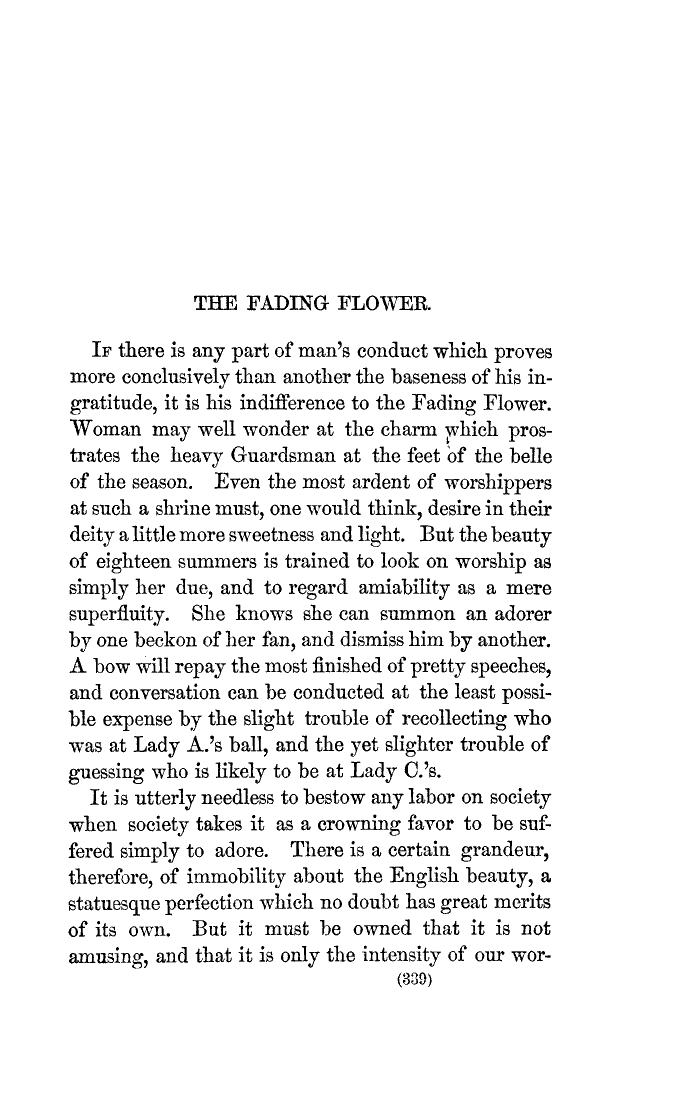 THE FADING FLOWER.
IF there is any part of man's conduct which proves
more conclusively than another the baseness of his in-
gratitude, it is his indifference to the Fading Flower.
Woman may well wonder at the charm which pros-
trates the heavy Guardsman at the feet of the belle
of the season. Even the most ardent of worshippers
at such a shrine must, one would think, desire in their
deity a little more sweetness and light. But the beauty
of eighteen summers is trained to look on worship as
simply her due, and to regard amiability as a mere
superfluity. She knows she can summon an adorer
by one beckon of her fan, and dismiss him by another.
A bow will repay the most finished of pretty speeches,
and conversation can be conducted at the least possi-
ble expense by the slight trouble of recollecting who
was at Lady A.'s ball, and the yet slighter trouble of
guessing who is likely to be at Lady C.'s.
It is utterly needless to bestow any labor on society
when society takes it as a crowning favor to be suf-
fered simply to adore. There is a certain grandeur,
therefore, of immobility about the English beauty, a
statuesque perfection which no doubt has great merits
of its own. But it must be owned that it is not
amusing, and that it is only the intensity of our wor-
(339)